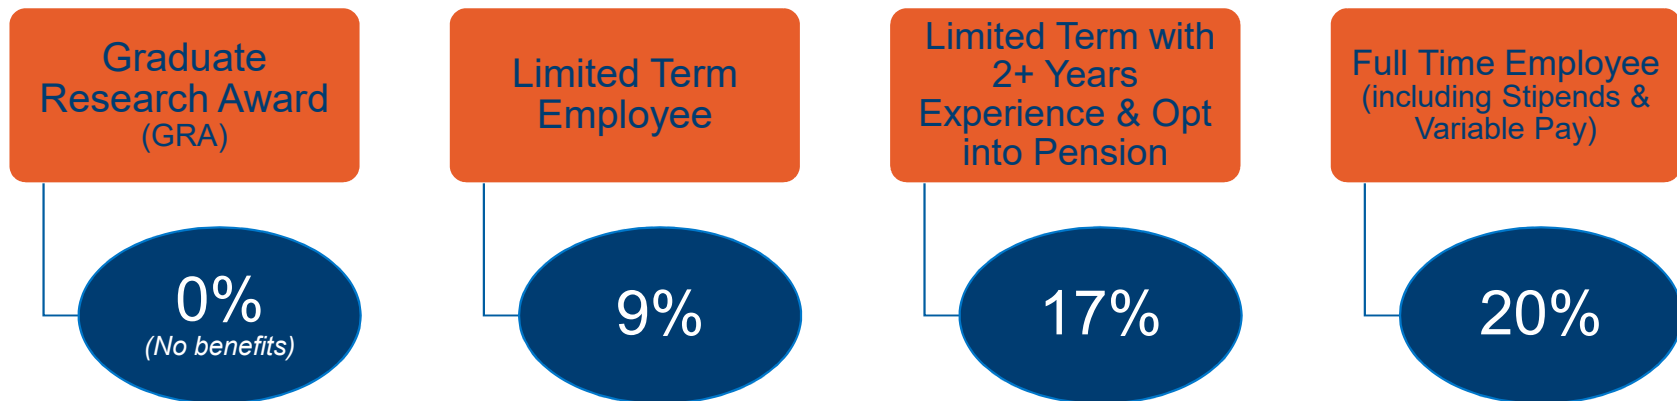 Graduate
Research Award
(GRA)
0%
(No benefits)
Limited Term
Employee
9%
Limited Term with
2+ Years
Experience & Opt
into Pension
17%
Full Time Employee
(including Stipends &
Variable Pay)
20%